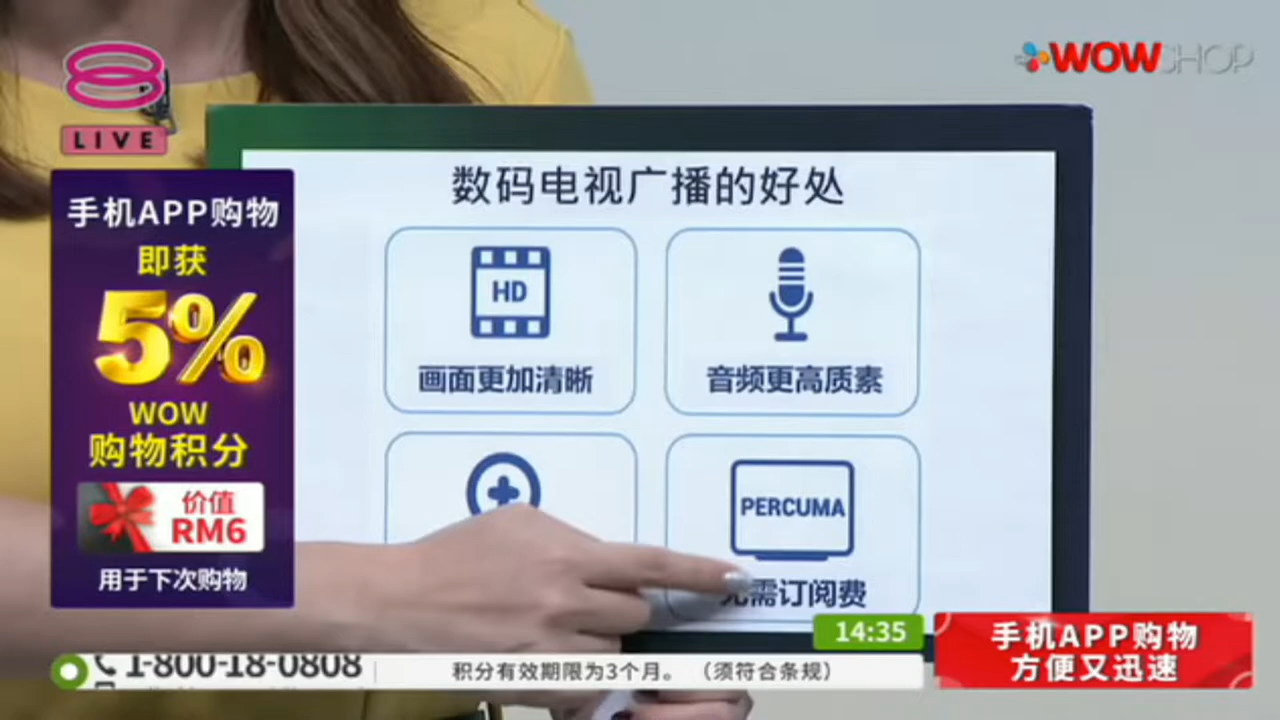 WOWSHOP
LIVE
手机APP购物
即获
5%
WOW
购物积分
价值
RM6
用于下次购物
数码电视广播的好处
HD
画面更加清晰
音频更高质素
PERCUMA
需订阅费
14:35
手机APP购物
方便又迅速
1-800-18-0808
积分有效期限为3个月。 （须符合条规）